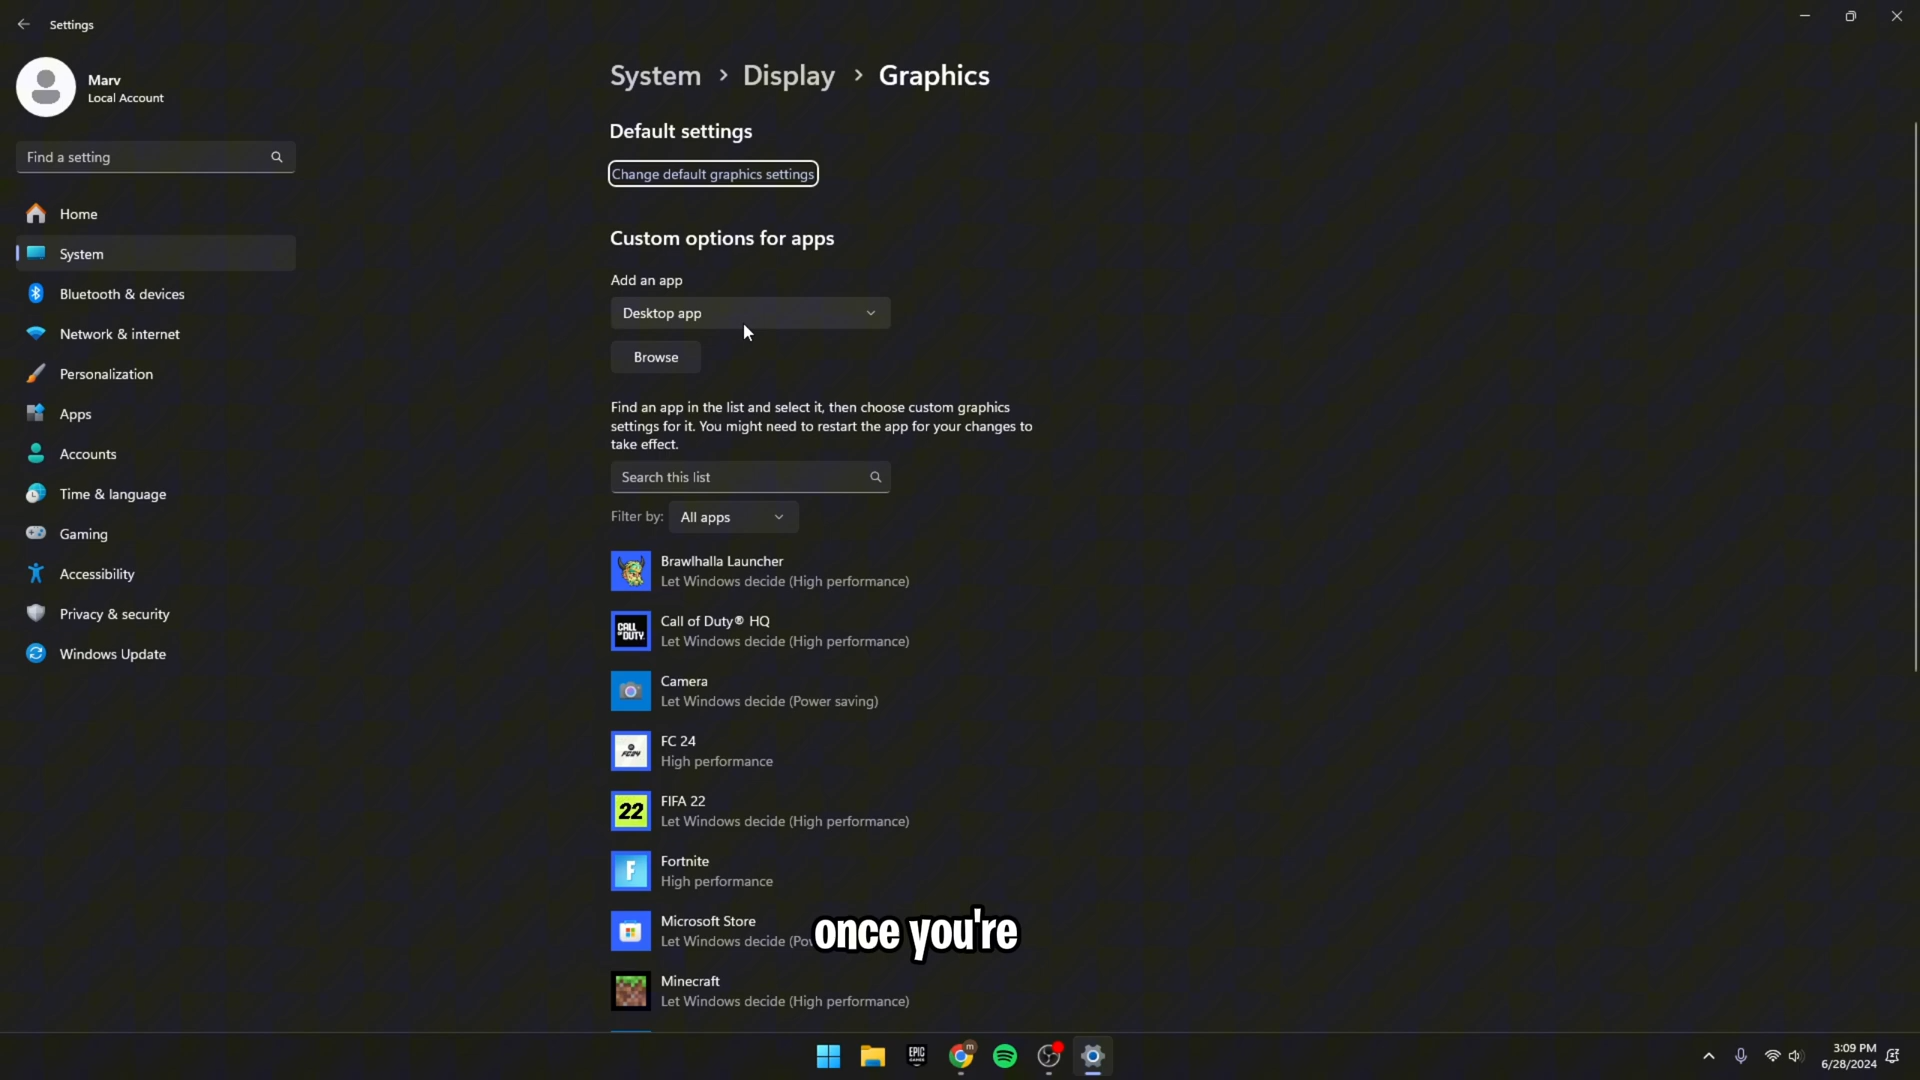 Settings
Marv
Local Account
Find a setting
Home
System
Bluetooth & devices
Network & internet
Personalization
Apps
Accounts
Time & language
Gaming
Accessibility
Privacy & security
Windows Update
System > Display > Graphics
Default settings
Change default graphics settings
Custom options for apps
Add an app
Desktop app
Browse
Find an app in the list and select it, then choose custom graphics
settings for it. You might need to restart the app for your changes to
take effect.
Search this list
Filter by: All apps
Brawlhalla Launcher
Let Windows decide (High performance)
CALL OF DUTY
Call of Duty® HQ
Let Windows decide (High performance)
Camera
Let Windows decide (Power saving)
FC24
FC 24
High performance
22
FIFA 22
Let Windows decide (High performance)
F
Fortnite
High performance
Microsoft Store
Let Windows decide
once you're
Minecraft
Let Windows decide (High performance)
EPIC GAMES
m
3:09 PM
6/28/2024